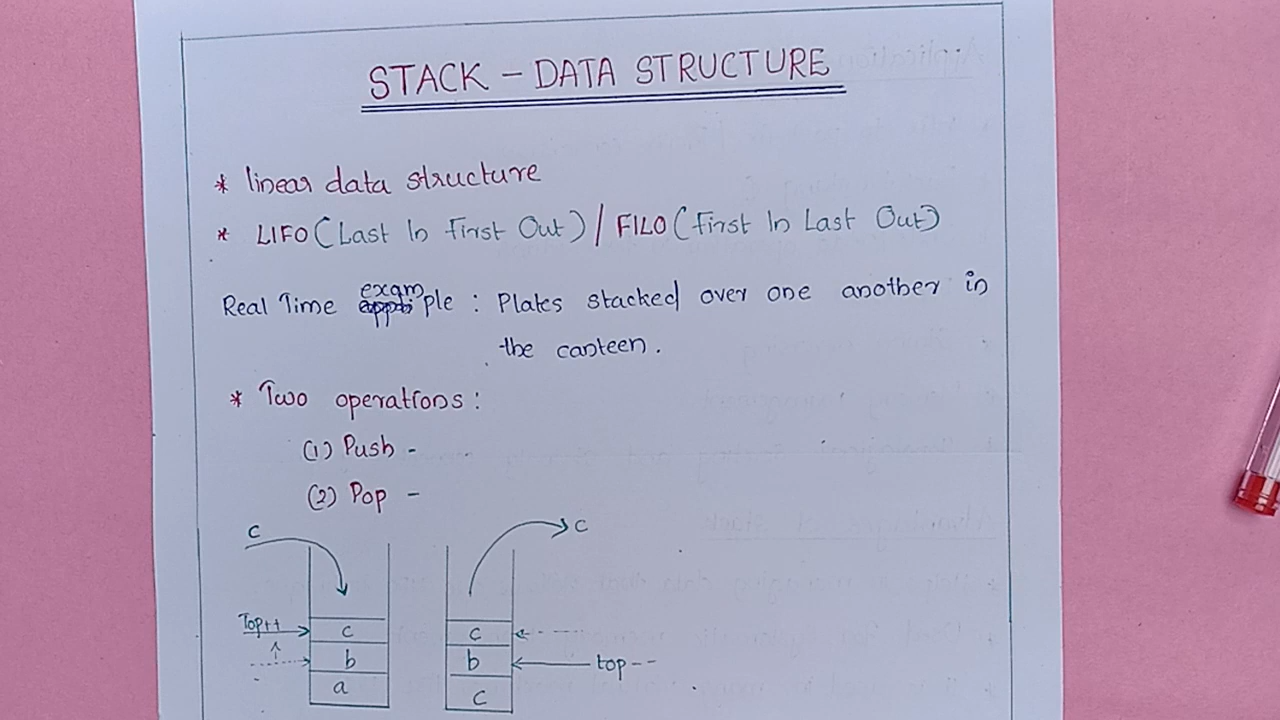 STACK - DATA STRUCTURE
* linear data structure
* LIFO (Last In First Out) / FILO (First In Last Out)
Real Time example : Plates stacked over one another in
the canteen.
* Two operations :
(1) Push -
(2) Pop -
c
c
Top++
c
b
a
c
b
c
top--